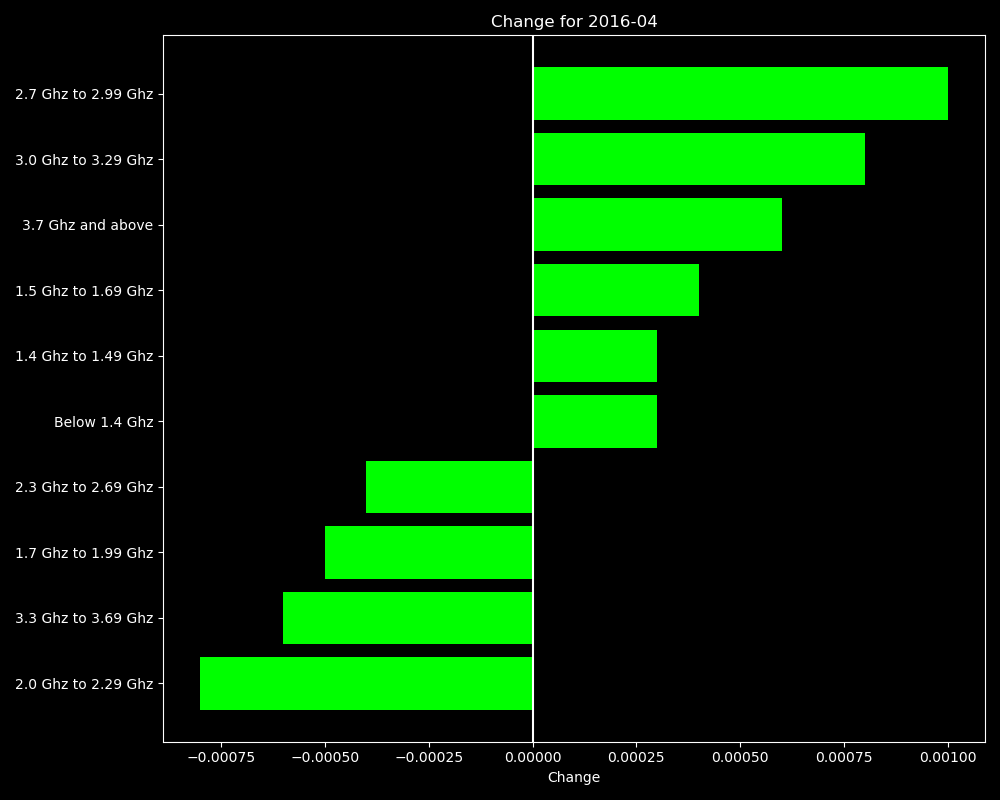 Change for 2016-04
2.7 Ghz to 2.99 Ghz
3.0 Ghz to 3.29 Ghz
3.7 Ghz and above
1.5 Ghz to 1.69 Ghz
1.4 Ghz to 1.49 Ghz
Below 1.4 Ghz
2.3 Ghz to 2.69 Ghz
1.7 Ghz to 1.99 Ghz
3.3 Ghz to 3.69 Ghz
2.0 Ghz to 2.29 Ghz
−0.00075 −0.00050 −0.00025 0.00000 0.00025 0.00050 0.00075 0.00100
Change